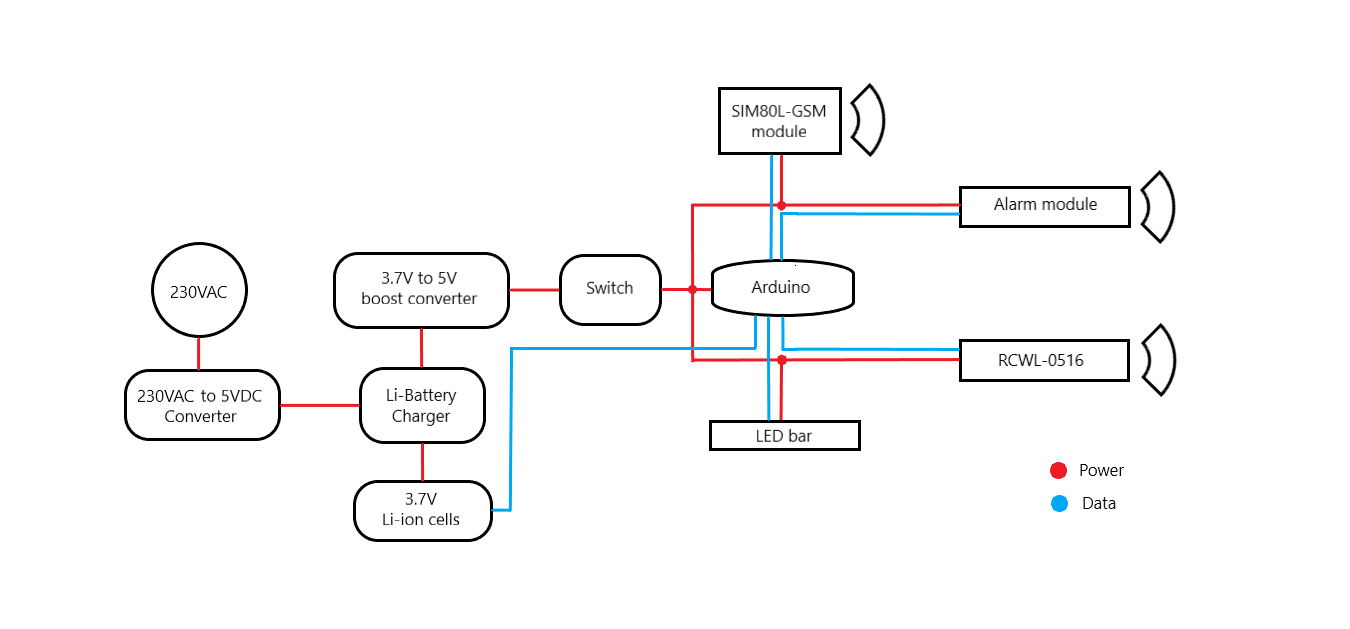 SIM80L-GSM
module
Alarm module
230VAC
3.7V to 5V
boost converter
Switch
Arduino
230VAC to 5VDC
Converter
Li-Battery
Charger
RCWL-0516
LED bar
3.7V
Li-ion cells
Power
Data